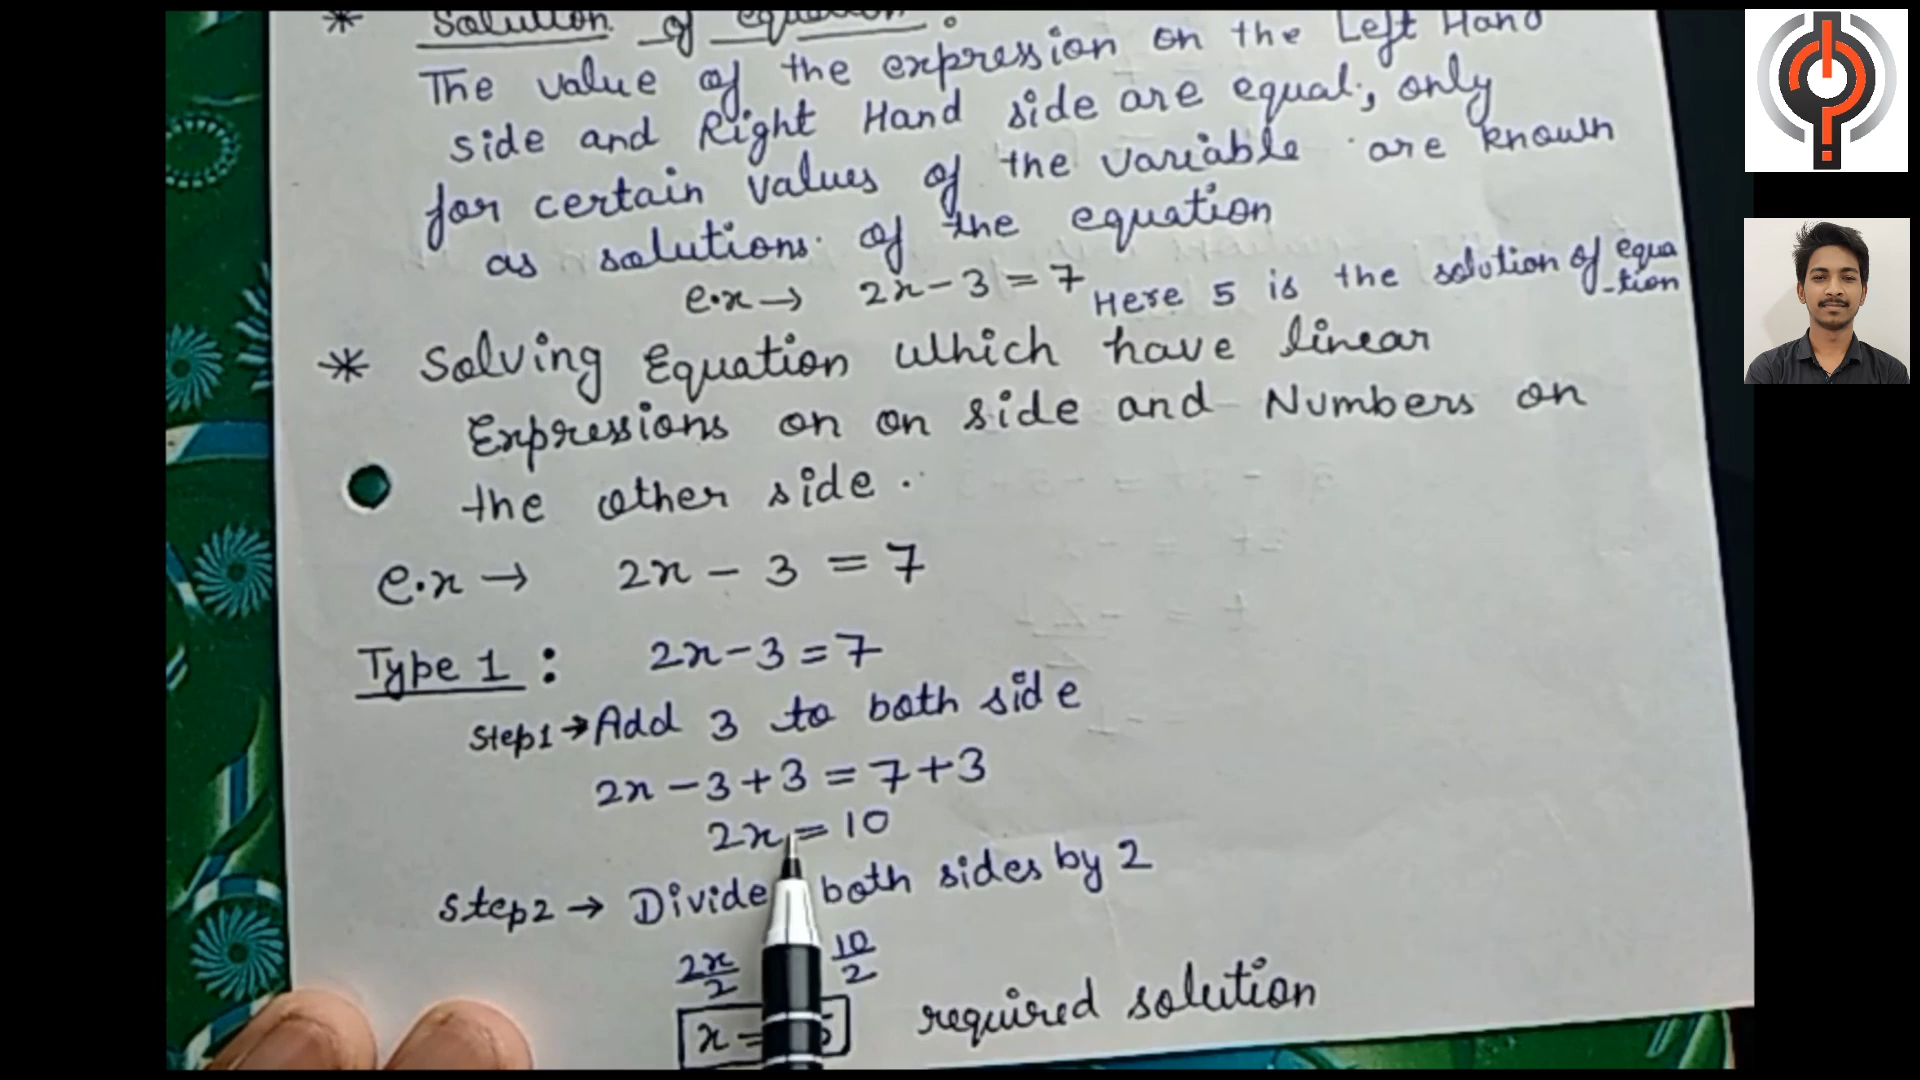 * Solution of equation :
The value of the expression on the Left Hand
side and Right Hand side are equal, only
for certain values of the variable are known
as solutions of the equation
e.x → 2x - 3 = 7 Here 5 is the solution of equa
-tion
* Solving Equation which have linear
Expressions on on side and Numbers on
the other side .
e.x → 2x - 3 = 7
Type 1 : 2x - 3 = 7
Step1 → Add 3 to both side
2x - 3 + 3 = 7 + 3
2x = 10
Step2 → Divide both sides by 2
2x/2 10/2
x = 5 required solution